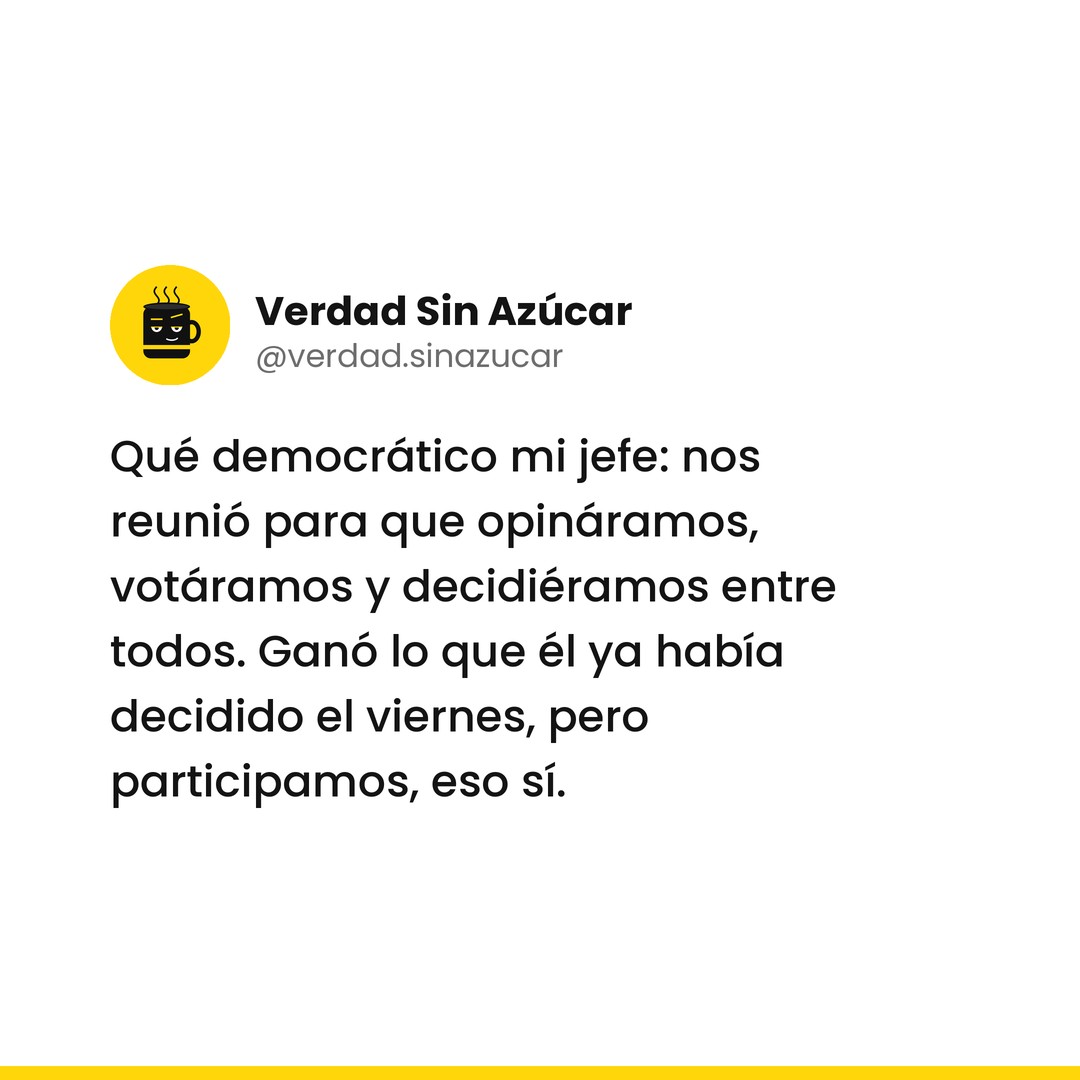 Verdad Sin Azúcar
@verdad.sinazucar
Qué democrático mi jefe: nos
reunió para que opináramos,
votáramos y decidiéramos entre
todos. Ganó lo que él ya había
decidido el viernes, pero
participamos, eso sí.